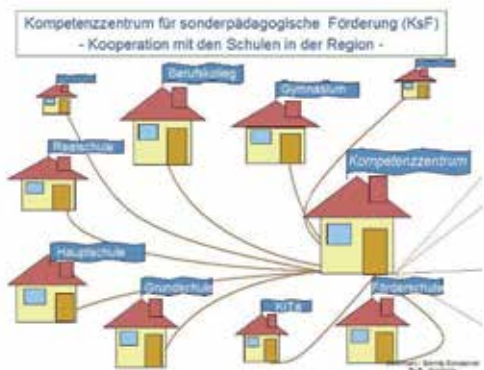 Kompetenzzentrum für sonderpädagogische Förderung (KsF)
- Kooperation mit den Schulen in der Region -
Berufskolleg
Gymnasium
Realschule
Kompetenzzentrum
Hauptschule
Grundschule
KiTa
Förderschule